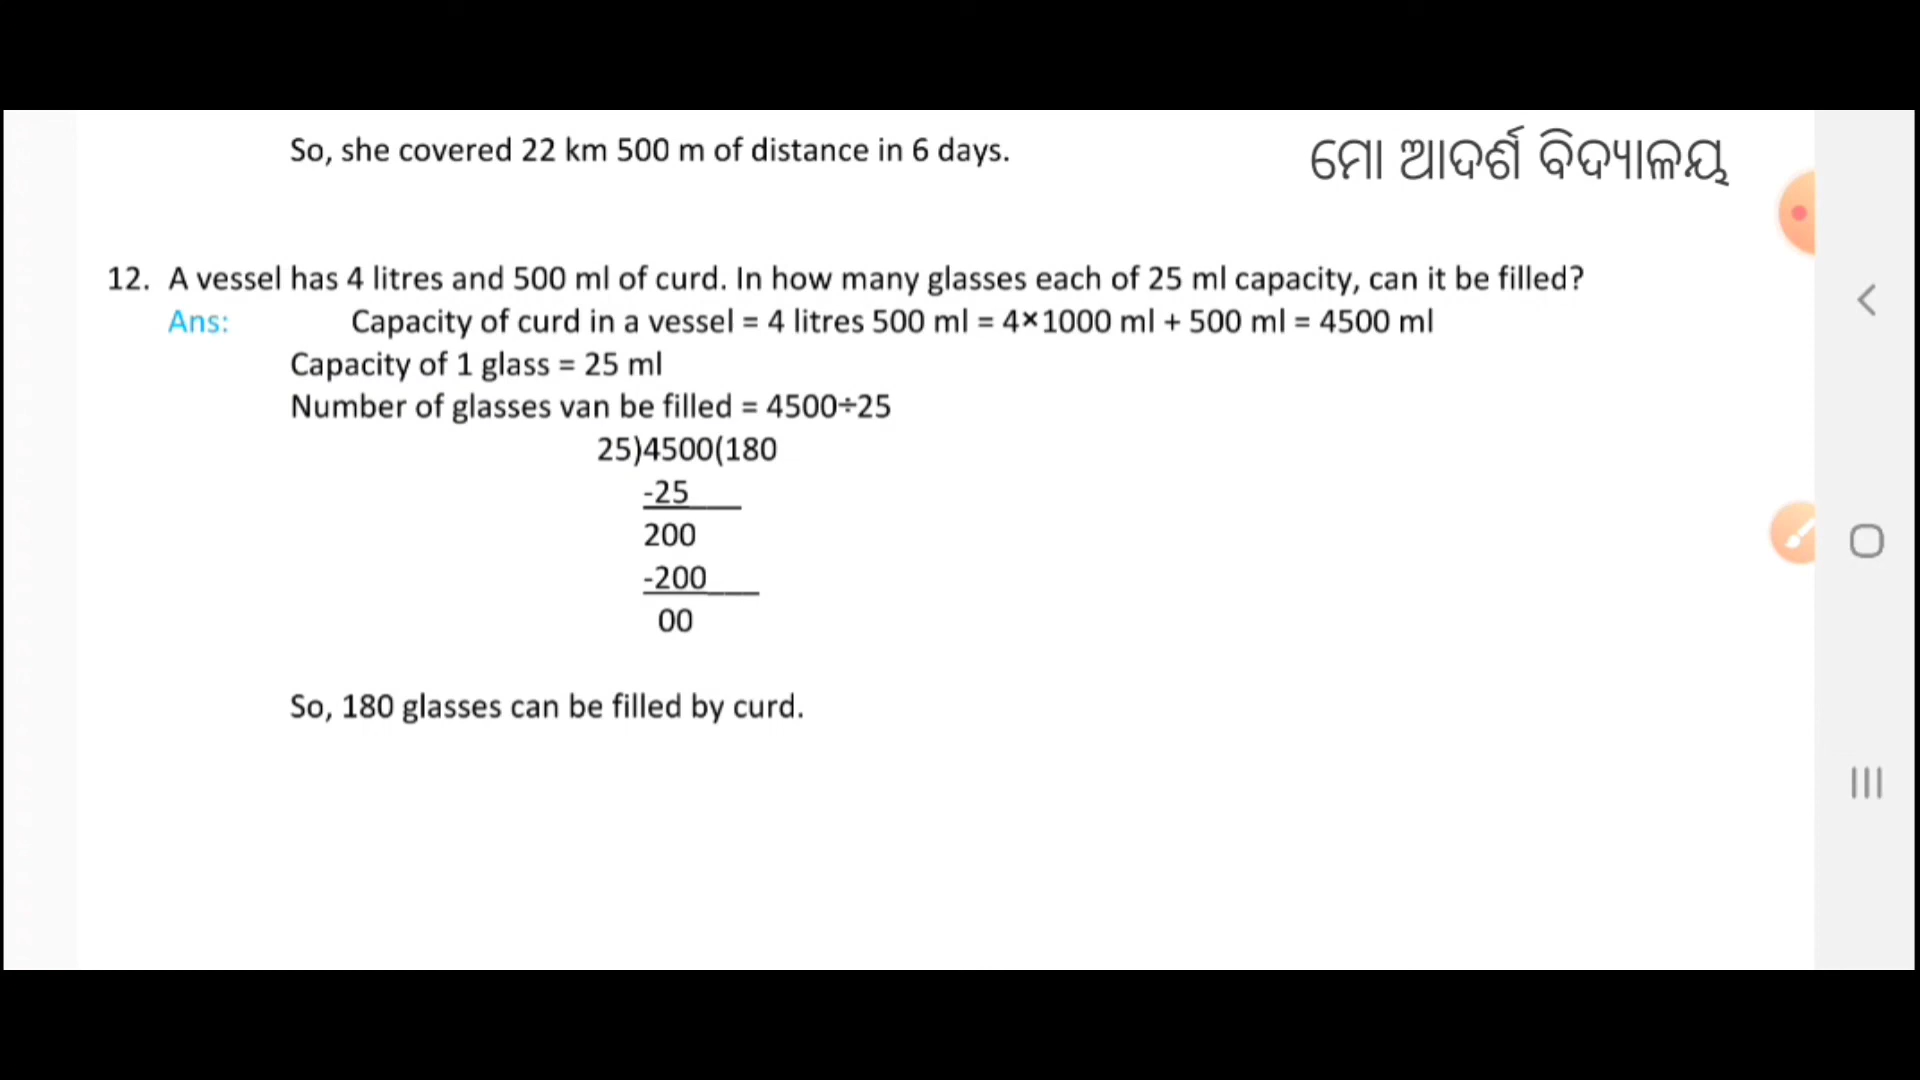 So, she covered 22 km 500 m of distance in 6 days.
ମୋ ଆଦର୍ଶ ବିଦ୍ୟାଳୟ
12. A vessel has 4 litres and 500 ml of curd. In how many glasses each of 25 ml capacity, can it be filled?
Ans: Capacity of curd in a vessel = 4 litres 500 ml = 4×1000 ml + 500 ml = 4500 ml
Capacity of 1 glass = 25 ml
Number of glasses van be filled = 4500÷25
25)4500(180
-25
200
-200
00
So, 180 glasses can be filled by curd.